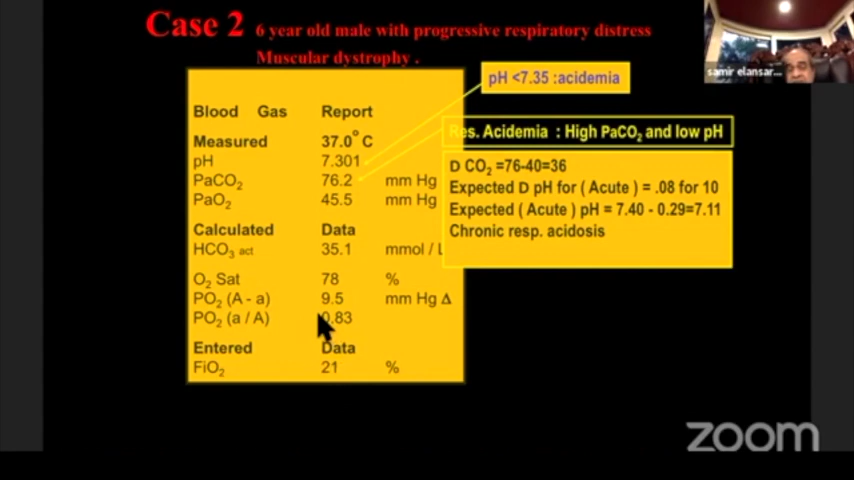 Case 2 6 year old male with progressive respiratory distress
Muscular dystrophy .
samir elansar...
pH <7.35 :acidemia
Res. Acidemia : High PaCO₂ and low pH
D CO₂ =76-40=36
Expected D pH for ( Acute ) = .08 for 10
Expected ( Acute ) pH = 7.40 - 0.29=7.11
Chronic resp. acidosis
Blood Gas Report
Measured 37.0° C
pH 7.301
PaCO₂ 76.2 mm Hg
PaO₂ 45.5 mm Hg
Calculated Data
HCO₃ act 35.1 mmol / L
O₂ Sat 78 %
PO₂ (A - a) 9.5 mm Hg Δ
PO₂ (a / A) 0.83
Entered Data
FiO₂ 21 %
zoom